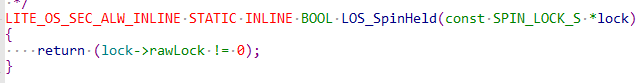 */
LITE_OS_SEC_ALW_INLINE STATIC INLINE BOOL LOS_SpinHeld(const SPIN_LOCK_S *lock)
{
    return (lock->rawLock != 0);
}